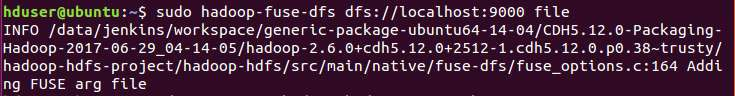 hduser@ubuntu:~$ sudo hadoop-fuse-dfs dfs://localhost:9000 file
INFO /data/jenkins/workspace/generic-package-ubuntu64-14-04/CDH5.12.0-Packaging-
Hadoop-2017-06-29_04-14-05/hadoop-2.6.0+cdh5.12.0+2512-1.cdh5.12.0.p0.38~trusty/
hadoop-hdfs-project/hadoop-hdfs/src/main/native/fuse-dfs/fuse_options.c:164 Addi
ng FUSE arg file